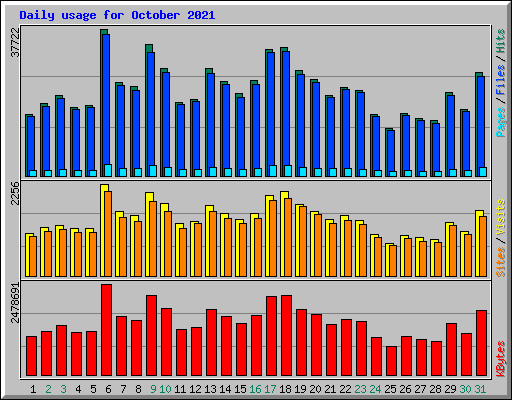 Daily usage for October 2021
37722
Pages / Files / Hits
2256
Sites / Visits
2478691
KBytes
1 2 3 4 5 6 7 8 9 10 11 12 13 14 15 16 17 18 19 20 21 22 23 24 25 26 27 28 29 30 31